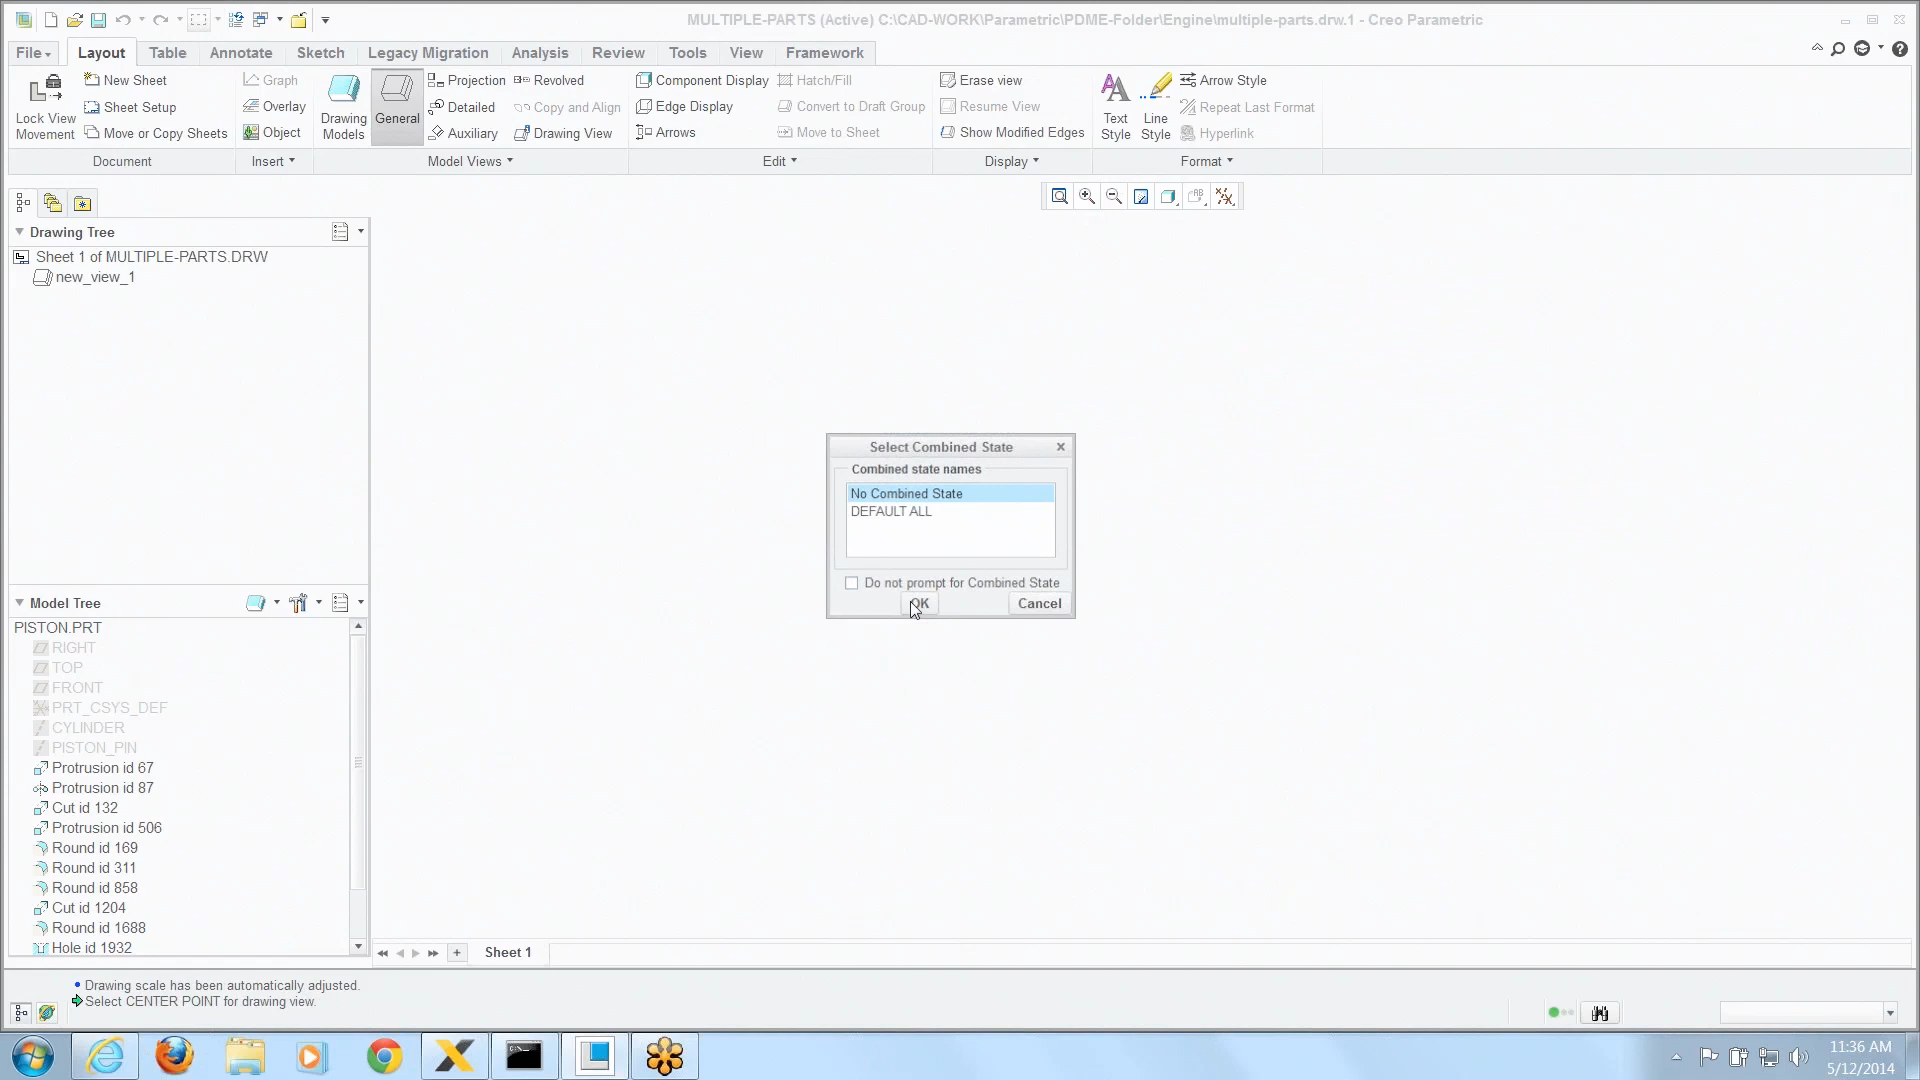 MULTIPLE-PARTS (Active) C:\CAD-WORK\Parametric\PDME-Folder\Engine\multiple-parts.drw.1 - Creo Parametric
File Layout Table Annotate Sketch Legacy Migration Analysis Review Tools View Framework
New Sheet Graph Projection Revolved Component Display Hatch/Fill Erase view Arrow Style
Sheet Setup Overlay Detailed Copy and Align Edge Display Convert to Draft Group Resume View Repeat Last Format
Lock View Movement Move or Copy Sheets Object Drawing Models General Auxiliary Drawing View Arrows Move to Sheet Show Modified Edges Text Style Line Style Hyperlink
Document Insert Model Views Edit Display Format
Drawing Tree
Sheet 1 of MULTIPLE-PARTS.DRW
new_view_1
Select Combined State
Combined state names
No Combined State
DEFAULT ALL
Do not prompt for Combined State
OK Cancel
Model Tree
PISTON.PRT
RIGHT
TOP
FRONT
PRT_CSYS_DEF
CYLINDER
PISTON_PIN
Protrusion id 67
Protrusion id 87
Cut id 132
Protrusion id 506
Round id 169
Round id 311
Round id 858
Cut id 1204
Round id 1688
Hole id 1932
Sheet 1
Drawing scale has been automatically adjusted.
Select CENTER POINT for drawing view.
11:36 AM
5/12/2014